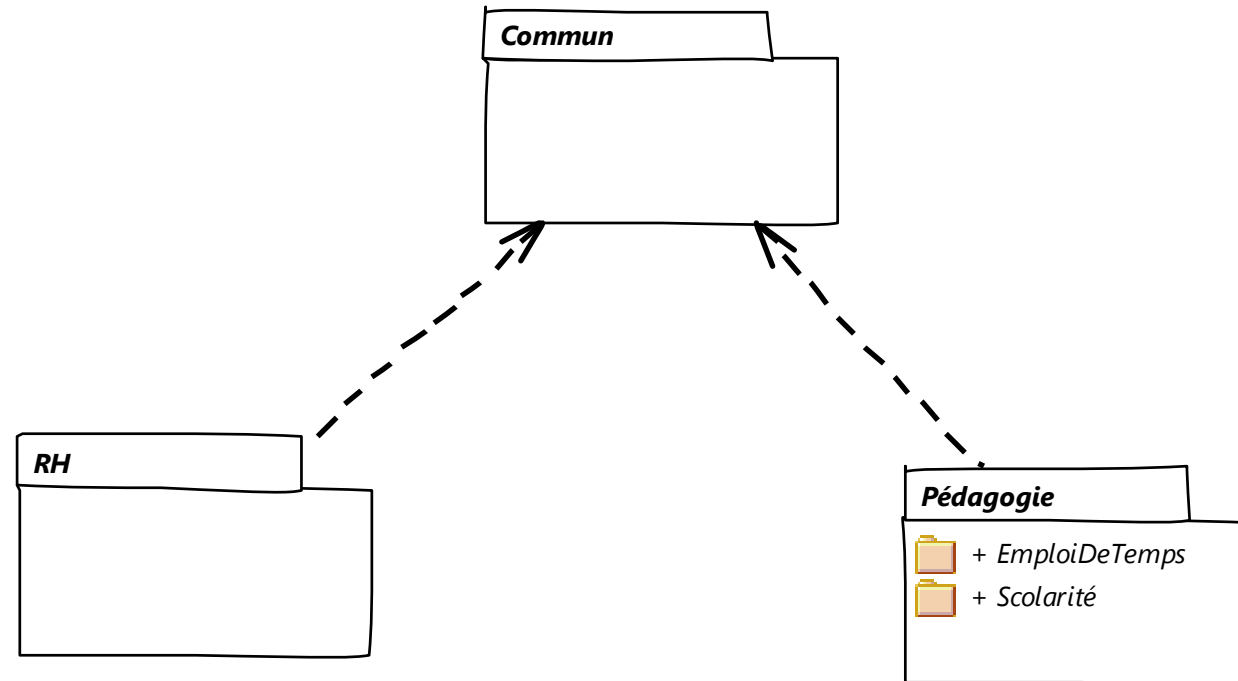 Commun
RH
Pédagogie
+ EmploiDeTemps
+ Scolarité